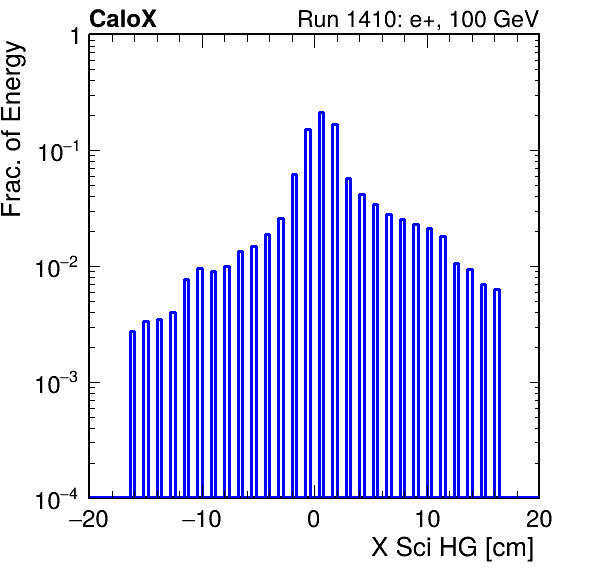 CaloX Run 1410: e+, 100 GeV
Frac. of Energy
1
10⁻¹
10⁻²
10⁻³
10⁻⁴
−20 −10 0 10 20
X Sci HG [cm]